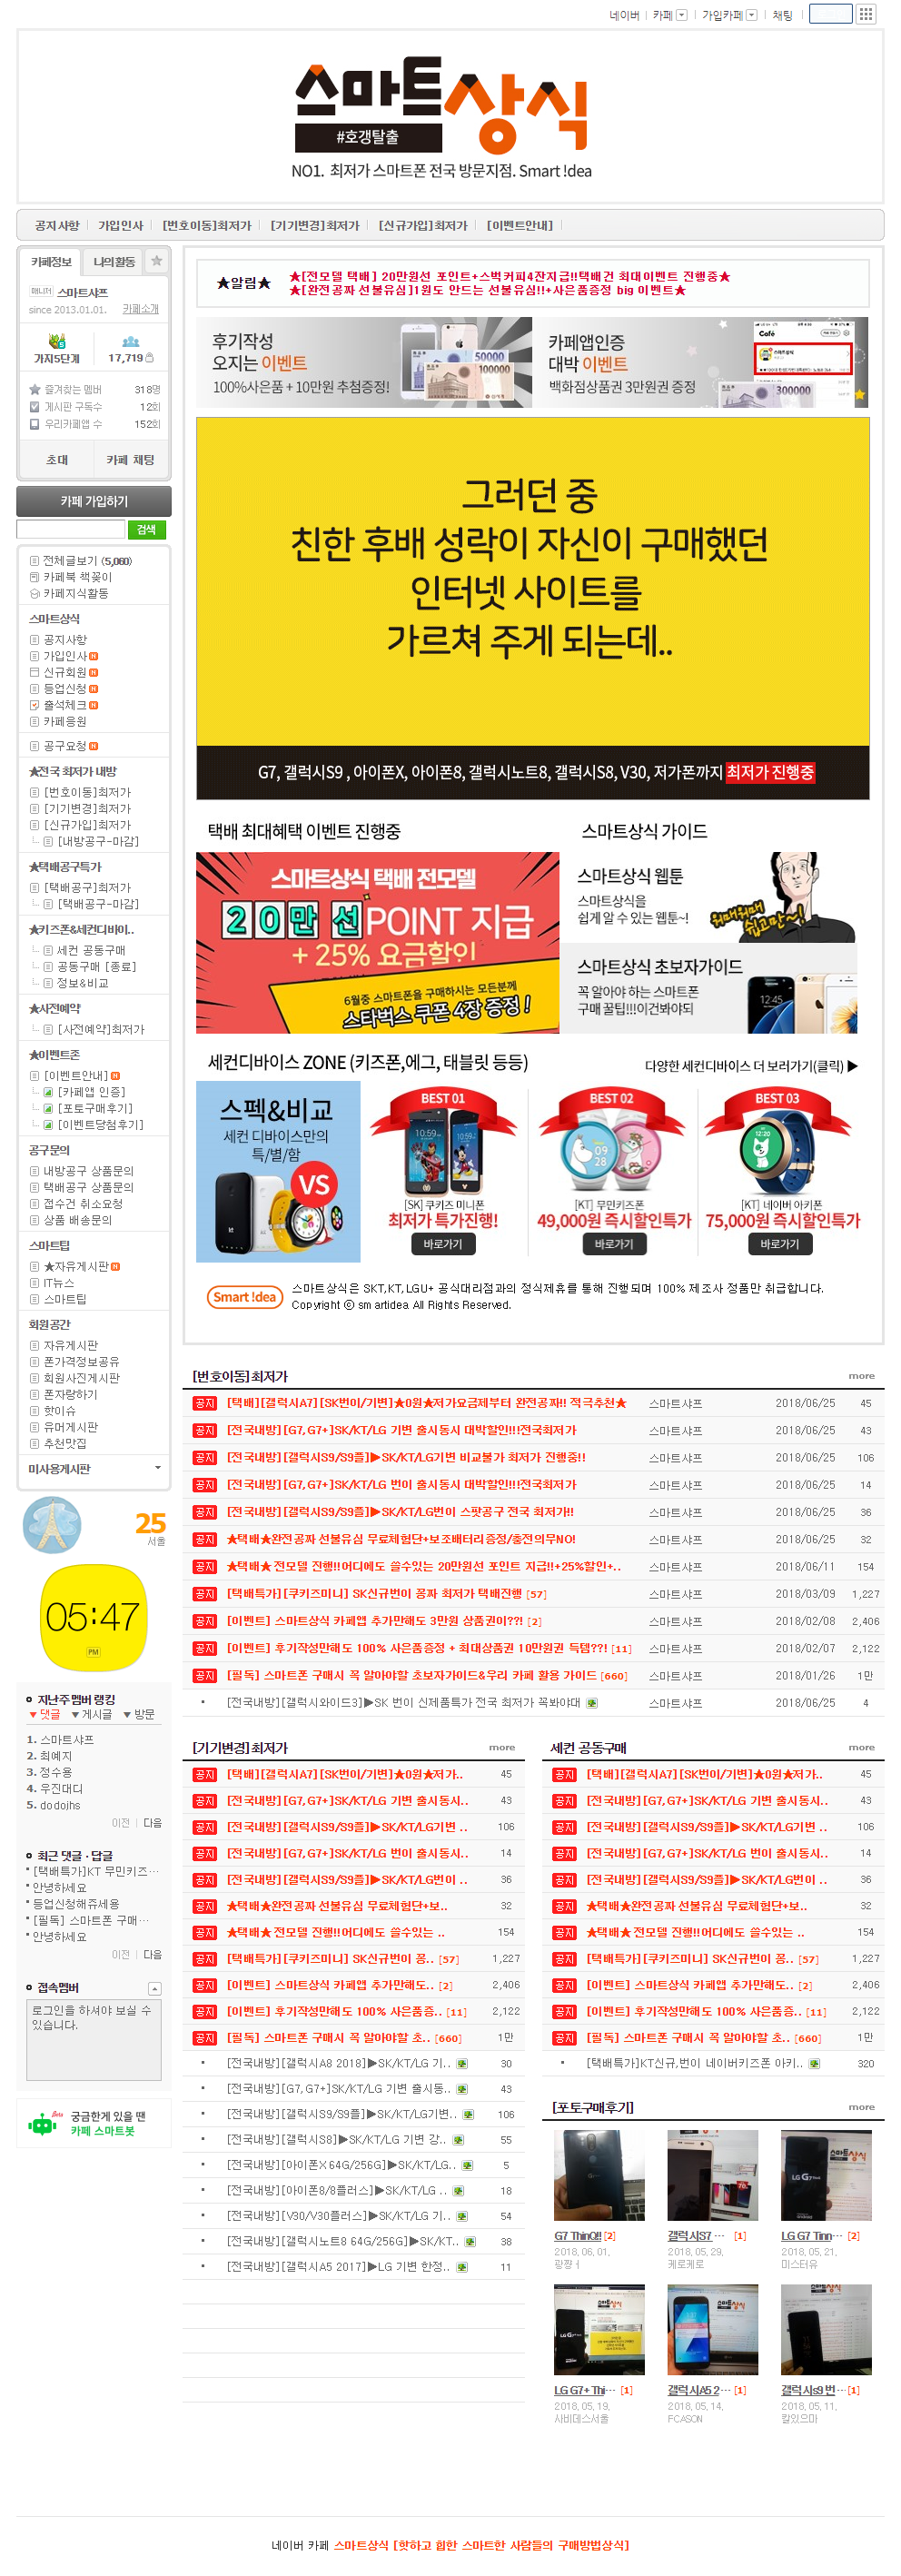 네이버 카페 가입카페 채팅
스마트상식
#호갱탈출
NO1. 최저가 스마트폰 전국 방문지점. Smart !dea
공지사항 가입인사 [번호이동]최저가 [기기변경]최저가 [신규가입]최저가 [이벤트안내]
카페정보 나의활동
매니저 스마트샤프
since 2013.01.01. 카페소개
가지5단계 17,719
즐겨찾는 멤버 318명
게시판 구독수 12회
우리카페앱 수 152회
초대 카페 채팅
카페 가입하기
검색
전체글보기 (5,060)
카페북 책꽂이
카페지식활동
스마트상식
공지사항
가입인사
신규회원
등업신청
출석체크
카페응원
공구요청
★전국 최저가 내방
[번호이동]최저가
[기기변경]최저가
[신규가입]최저가
[내방공구-마감]
★택배공구특가
[택배공구]최저가
[택배공구-마감]
★키즈폰&세컨디바이..
세컨 공동구매
공동구매 [종료]
정보&비교
★사전예약
[사전예약]최저가
★이벤트존
[이벤트안내]
[카페앱 인증]
[포토구매후기]
[이벤트당첨후기]
공구문의
내방공구 상품문의
택배공구 상품문의
접수건 취소요청
상품 배송문의
스마트팁
★자유게시판
IT뉴스
스마트팁
회원공간
자유게시판
폰가격정보공유
회원사진게시판
폰자랑하기
핫이슈
유머게시판
추천맛집
미사용게시판
25
서울
05:47
PM
지난주 멤버 랭킹
댓글 게시글 방문
1. 스마트샤프
2. 최예지
3. 정수용
4. 우진대디
5. dodojhs
이전 다음
최근 댓글·답글
[택배특가]KT 무민키즈…
안녕하세요
등업신청해쥬세용
[필독] 스마트폰 구매…
안녕하세요
이전 다음
접속멤버
로그인을 하셔야 보실 수
있습니다.
Beta 궁금한게 있을 땐
카페 스마트봇
★알림★
★[전모델 택배] 20만원선 포인트+스벅커피4잔지급!!택배건 최대이벤트 진행중★
★[완전공짜 선불유심]1원도 안드는 선불유심!!+사은품증정 big 이벤트★
후기작성
오지는 이벤트
100%사은품 + 10만원 추첨증정!
50000
100000
카페앱인증
대박 이벤트
백화점상품권 3만원권 증정
Café
300000
그러던 중
친한 후배 성락이 자신이 구매했던
인터넷 사이트를
가르쳐 주게 되는데..
G7, 갤럭시S9 , 아이폰X, 아이폰8, 갤럭시노트8, 갤럭시S8, V30, 저가폰까지 최저가 진행중
택배 최대혜택 이벤트 진행중
스마트상식 가이드
스마트상식 택배 전모델
20만 선POINT 지급
+ 25% 요금할인
6월중 스마트폰을 구매하시는 모든분께
스타벅스 쿠폰 4장 증정 !
스마트상식 웹툰
스마트상식을
쉽게 알 수 있는 웹툰~!
스마트상식 초보자가이드
꼭 알아야 하는 스마트폰
구매 꿀팁!!!이건봐야되
세컨디바이스 ZONE (키즈폰,에그, 태블릿 등등)
다양한 세컨디바이스 더 보러가기(클릭) ▶
스펙&비교
세컨 디바이스만의
특/별/함
VS
BEST 01
[SK] 쿠키즈 미니폰
최저가 특가진행!
바로가기
BEST 02
[KT] 무민키즈폰
49,000원 즉시할인특가
바로가기
BEST 03
[KT] 네이버 아키폰
75,000원 즉시할인특가
바로가기
Smart !dea
스마트상식은 SKT,KT,LGU+ 공식대리점과의 정식제휴를 통해 진행되며 100% 제조사 정품만 취급합니다.
Copyright ⓒ smartidea All Rights Reserved.
[번호이동]최저가 more
공지 [택배][갤럭시A7][SK번이/기변]★0원★저가요금제부터 완전공짜!! 적극추천★ 스마트샤프 2018/06/25 45
공지 [전국내방][G7,G7+]SK/KT/LG 기변 출시동시 대박할인!!!전국최저가 스마트샤프 2018/06/25 43
공지 [전국내방][갤럭시S9/S9플]▶SK/KT/LG기변 비교불가 최저가 진행중!! 스마트샤프 2018/06/25 106
공지 [전국내방][G7,G7+]SK/KT/LG 번이 출시동시 대박할인!!!전국최저가 스마트샤프 2018/06/25 14
공지 [전국내방][갤럭시S9/S9플]▶SK/KT/LG번이 스팟공구 전국 최저가!! 스마트샤프 2018/06/25 36
공지 ★택배★완전공짜 선불유심 무료체험단+보조배터리증정/충전의무NO! 스마트샤프 2018/06/25 32
공지 ★택배★ 전모델 진행!!어디에도 쓸수있는 20만원선 포인트 지급!!+25%할인+.. 스마트샤프 2018/06/11 154
공지 [택배특가][쿠키즈미니] SK신규번이 공짜 최저가 택배진행 [57] 스마트샤프 2018/03/09 1,227
공지 [이벤트] 스마트상식 카페앱 추가만해도 3만원 상품권이??! [2] 스마트샤프 2018/02/08 2,406
공지 [이벤트] 후기작성만해도 100% 사은품증정 + 최대상품권 10만원권 득템??! [11] 스마트샤프 2018/02/07 2,122
공지 [필독] 스마트폰 구매시 꼭 알아야할 초보자가이드&우리 카페 활용 가이드 [660] 스마트샤프 2018/01/26 1만
[전국내방][갤럭시와이드3]▶SK 번이 신제품특가 전국 최저가 꼭봐야대 스마트샤프 2018/06/25 4
[기기변경]최저가 more
공지 [택배][갤럭시A7][SK번이/기변]★0원★저가.. 45
공지 [전국내방][G7,G7+]SK/KT/LG 기변 출시동시.. 43
공지 [전국내방][갤럭시S9/S9플]▶SK/KT/LG기변 .. 106
공지 [전국내방][G7,G7+]SK/KT/LG 번이 출시동시.. 14
공지 [전국내방][갤럭시S9/S9플]▶SK/KT/LG번이 .. 36
공지 ★택배★완전공짜 선불유심 무료체험단+보.. 32
공지 ★택배★ 전모델 진행!!어디에도 쓸수있는 .. 154
공지 [택배특가][쿠키즈미니] SK신규번이 공.. [57] 1,227
공지 [이벤트] 스마트상식 카페앱 추가만해도.. [2] 2,406
공지 [이벤트] 후기작성만해도 100% 사은품증.. [11] 2,122
공지 [필독] 스마트폰 구매시 꼭 알아야할 초.. [660] 1만
[전국내방][갤럭시A8 2018]▶SK/KT/LG 기.. 30
[전국내방][G7,G7+]SK/KT/LG 기변 출시동.. 43
[전국내방][갤럭시S9/S9플]▶SK/KT/LG기변.. 106
[전국내방][갤럭시S8]▶SK/KT/LG 기변 강.. 55
[전국내방][아이폰X 64G/256G]▶SK/KT/LG.. 5
[전국내방][아이폰8/8플러스]▶SK/KT/LG .. 18
[전국내방][V30/V30플러스]▶SK/KT/LG 기.. 54
[전국내방][갤럭시노트8 64G/256G]▶SK/KT.. 38
[전국내방][갤럭시A5 2017]▶LG 기변 한정.. 11
세컨 공동구매 more
공지 [택배][갤럭시A7][SK번이/기변]★0원★저가.. 45
공지 [전국내방][G7,G7+]SK/KT/LG 기변 출시동시.. 43
공지 [전국내방][갤럭시S9/S9플]▶SK/KT/LG기변 .. 106
공지 [전국내방][G7,G7+]SK/KT/LG 번이 출시동시.. 14
공지 [전국내방][갤럭시S9/S9플]▶SK/KT/LG번이 .. 36
공지 ★택배★완전공짜 선불유심 무료체험단+보.. 32
공지 ★택배★ 전모델 진행!!어디에도 쓸수있는 .. 154
공지 [택배특가][쿠키즈미니] SK신규번이 공.. [57] 1,227
공지 [이벤트] 스마트상식 카페앱 추가만해도.. [2] 2,406
공지 [이벤트] 후기작성만해도 100% 사은품증.. [11] 2,122
공지 [필독] 스마트폰 구매시 꼭 알아야할 초.. [660] 1만
[택배특가]KT신규,번이 네이버키즈폰 아키.. 320
[포토구매후기] more
G7 ThinQ!! [2]
2018, 06, 01,
갤럭시S7 … [1]
2018, 05, 29,
케로케로
LG G7 Tinn… [2]
2018, 05, 21,
미스터유
LG G7+ Thi… [1]
2018, 05, 19,
사비데스서울
갤럭시A5 2… [1]
2018, 05, 14,
FCASON
갤럭시s9 번… [1]
2018, 05, 11,
칼있으마
네이버 카페 스마트상식 [핫하고 힙한 스마트한 사람들의 구매방법상식]